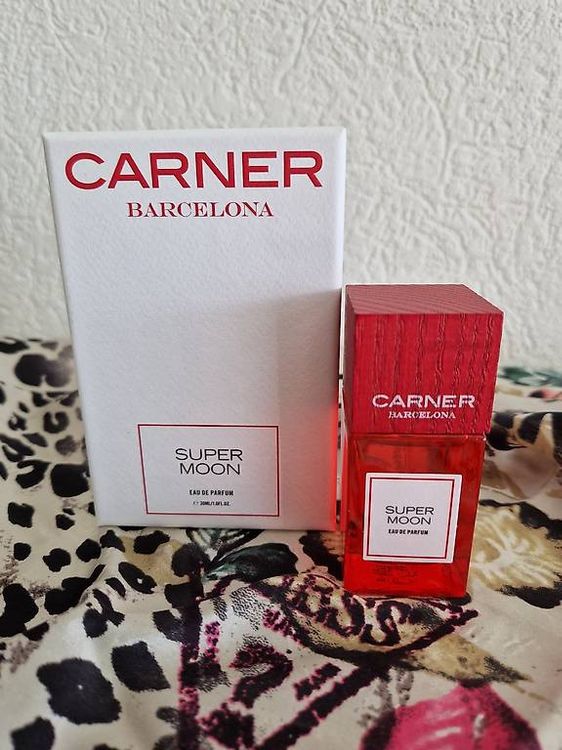 CARNER
BARCELONA
SUPER
MOON
EAU DE PARFUM
CARNER
BARCELONA
SUPER
MOON
EAU DE PARFUM